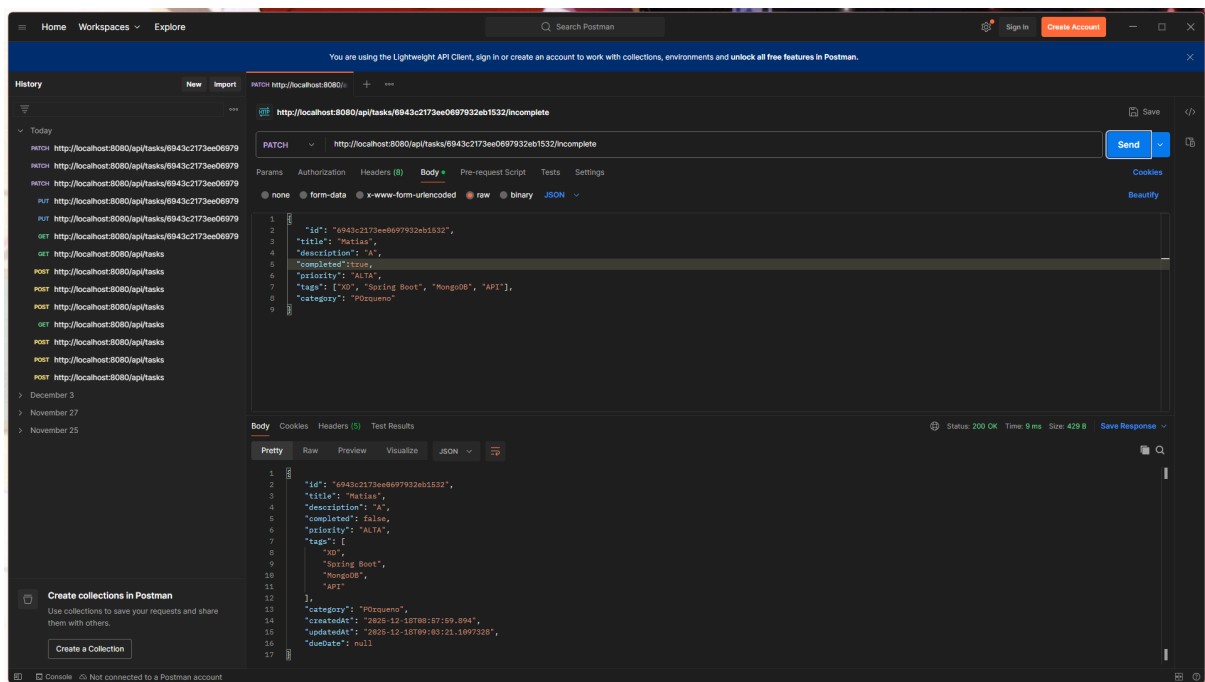 Home Workspaces Explore Search Postman Sign In Create Account
You are using the Lightweight API Client, sign in or create an account to work with collections, environments and unlock all free features in Postman.
History New Import
PATCH http://localhost:8080/a
Today
PATCH http://localhost:8080/api/tasks/6943c2173ee06979
PATCH http://localhost:8080/api/tasks/6943c2173ee06979
PATCH http://localhost:8080/api/tasks/6943c2173ee06979
PUT http://localhost:8080/api/tasks/6943c2173ee06979
PUT http://localhost:8080/api/tasks/6943c2173ee06979
GET http://localhost:8080/api/tasks/6943c2173ee06979
GET http://localhost:8080/api/tasks
POST http://localhost:8080/api/tasks
POST http://localhost:8080/api/tasks
POST http://localhost:8080/api/tasks
GET http://localhost:8080/api/tasks
POST http://localhost:8080/api/tasks
POST http://localhost:8080/api/tasks
POST http://localhost:8080/api/tasks
December 3
November 27
November 25
Create collections in Postman
Use collections to save your requests and share
them with others.
Create a Collection
HTTP http://localhost:8080/api/tasks/6943c2173ee0697932eb1532/incomplete Save
PATCH http://localhost:8080/api/tasks/6943c2173ee0697932eb1532/incomplete Send
Params Authorization Headers (8) Body Pre-request Script Tests Settings Cookies
none form-data x-www-form-urlencoded raw binary JSON Beautify
1 {
2 "id": "6943c2173ee0697932eb1532",
3 "title": "Matias",
4 "description": "A",
5 "completed":true,
6 "priority": "ALTA",
7 "tags": ["XD", "Spring Boot", "MongoDB", "API"],
8 "category": "POrqueno"
9 }
Body Cookies Headers (5) Test Results Status: 200 OK Time: 9 ms Size: 429 B Save Response
Pretty Raw Preview Visualize JSON
1 {
2 "id": "6943c2173ee0697932eb1532",
3 "title": "Matias",
4 "description": "A",
5 "completed": false,
6 "priority": "ALTA",
7 "tags": [
8 "XD",
9 "Spring Boot",
10 "MongoDB",
11 "API"
12 ],
13 "category": "POrqueno",
14 "createdAt": "2025-12-18T08:57:59.894",
15 "updatedAt": "2025-12-18T09:03:21.1097328",
16 "dueDate": null
17 }
Console Not connected to a Postman account